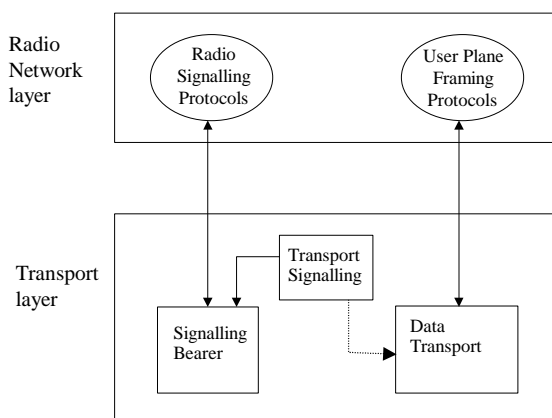 Radio
Network
layer
Radio
Signalling
Protocols
User Plane
Framing
Protocols
Transport
layer
Transport
Signalling
Signalling
Bearer
Data
Transport